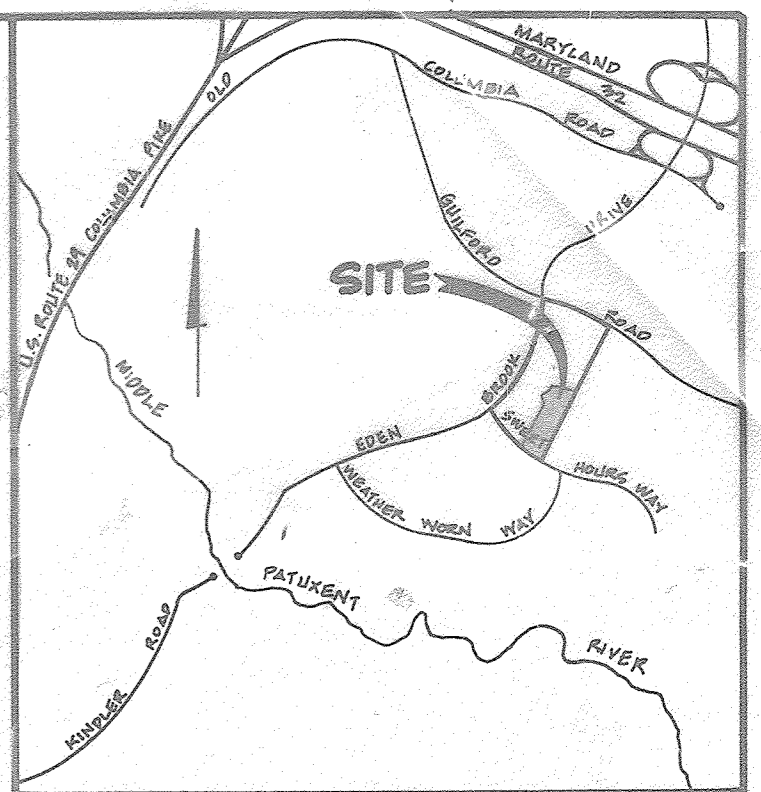 MARYLAND
ROUTE 32
OLD
COLUMBIA ROAD
U.S. ROUTE 29 COLUMBIA PIKE
GUILFORD ROAD
DRIVE
SITE
MIDDLE
EDEN BROOK
SWEET HOURS WAY
WEATHER WORN WAY
PATUXENT
RIVER
KINDLER ROAD